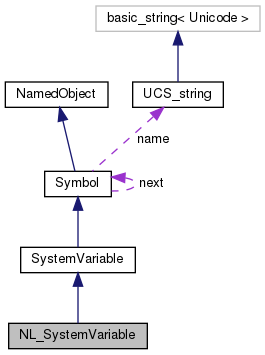 basic_string< Unicode >
NamedObject
UCS_string
name
Symbol
next
SystemVariable
NL_SystemVariable